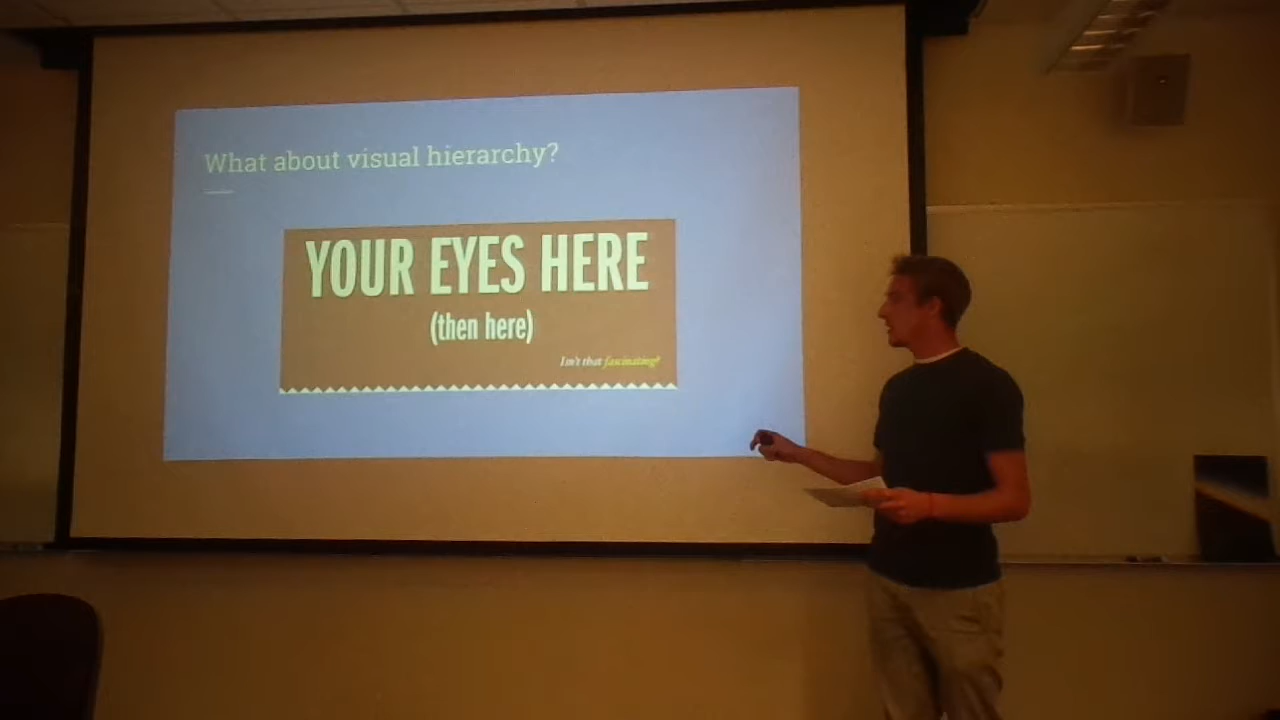 What about visual hierarchy?
YOUR EYES HERE
(then here)
Isn't that fascinating?